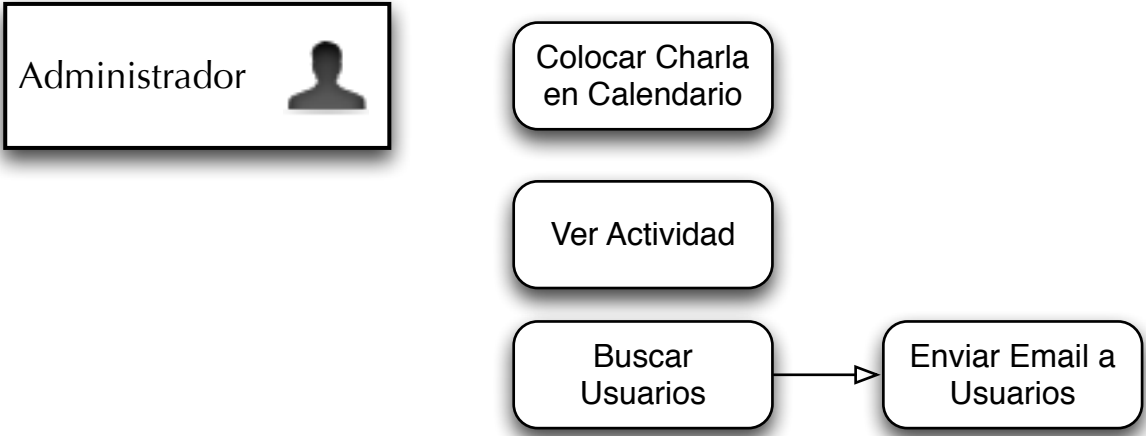 Administrador
Colocar Charla
en Calendario
Ver Actividad
Buscar
Usuarios
Enviar Email a
Usuarios